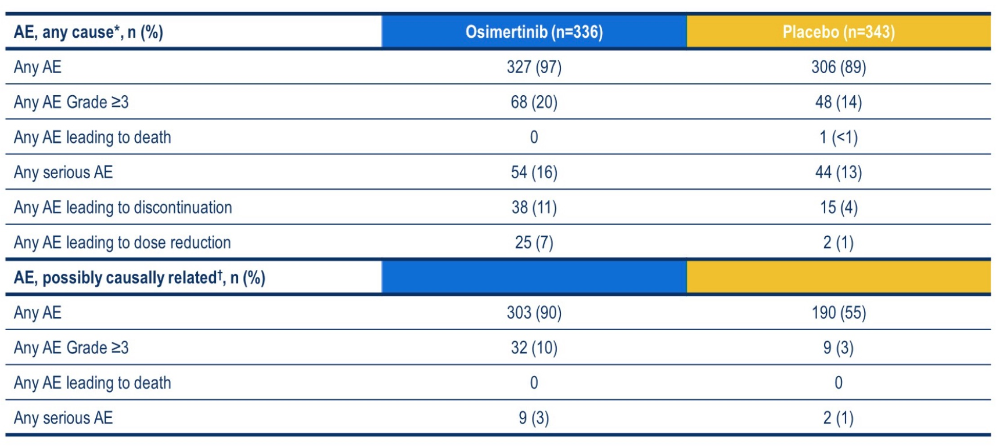 AE, any cause*, n (%) Osimertinib (n=336) Placebo (n=343)
Any AE 327 (97) 306 (89)
Any AE Grade ≥3 68 (20) 48 (14)
Any AE leading to death 0 1 (<1)
Any serious AE 54 (16) 44 (13)
Any AE leading to discontinuation 38 (11) 15 (4)
Any AE leading to dose reduction 25 (7) 2 (1)
AE, possibly causally related†, n (%)
Any AE 303 (90) 190 (55)
Any AE Grade ≥3 32 (10) 9 (3)
Any AE leading to death 0 0
Any serious AE 9 (3) 2 (1)